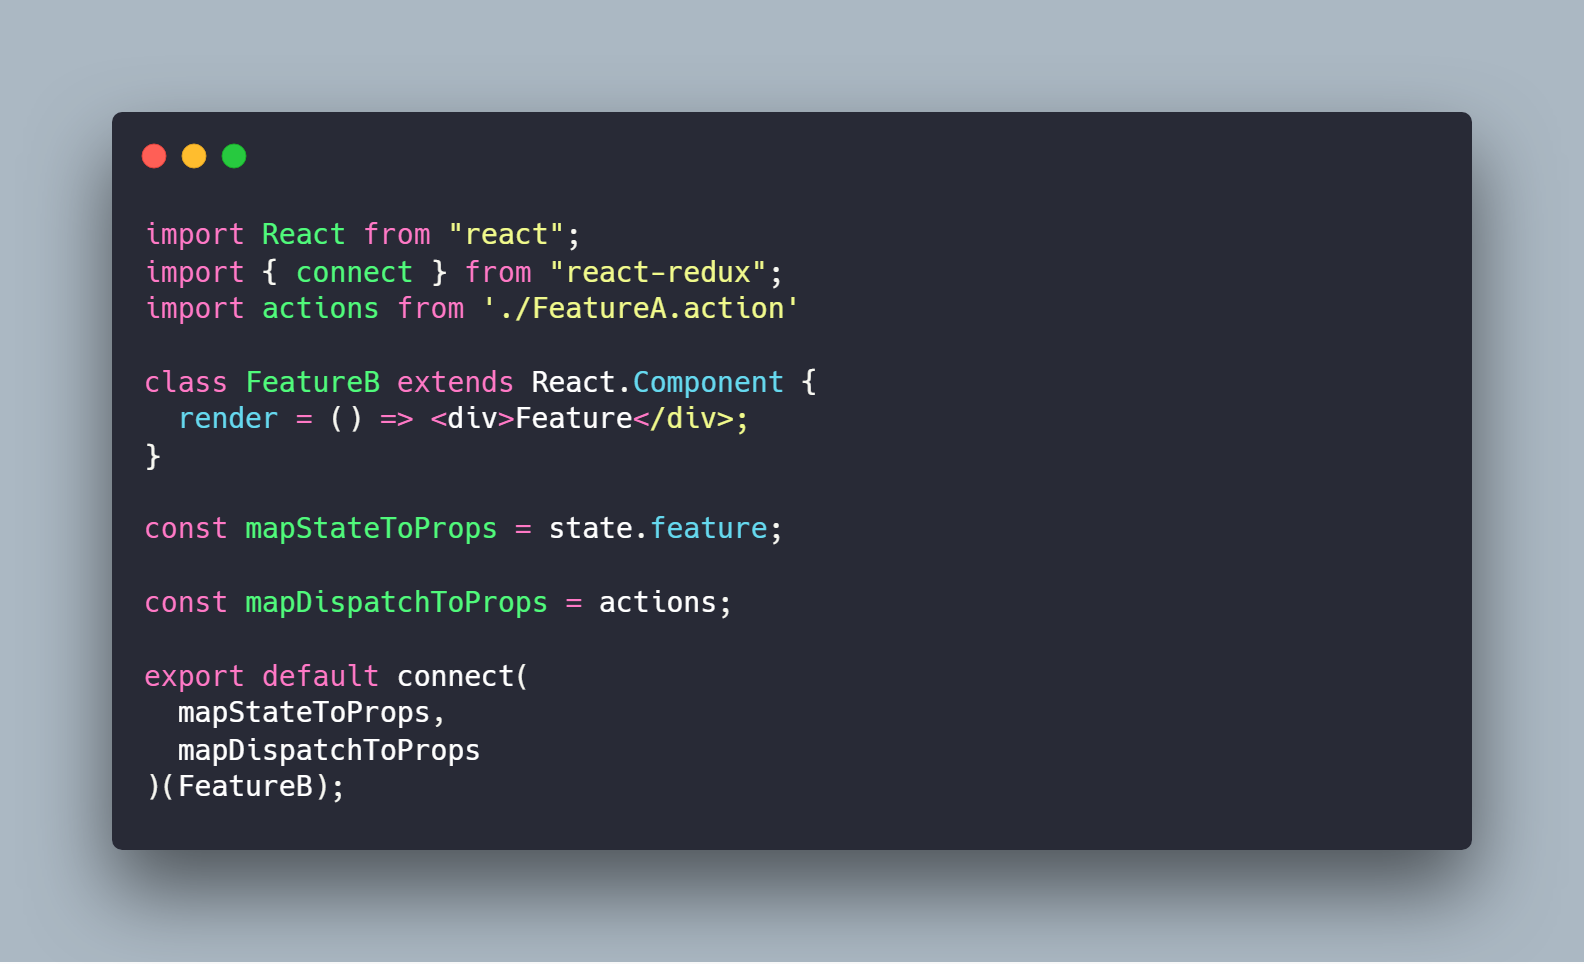 import React from "react";
import { connect } from "react-redux";
import actions from './FeatureA.action'

class FeatureB extends React.Component {
  render = () => <div>Feature</div>;
}

const mapStateToProps = state.feature;

const mapDispatchToProps = actions;

export default connect(
  mapStateToProps,
  mapDispatchToProps
)(FeatureB);